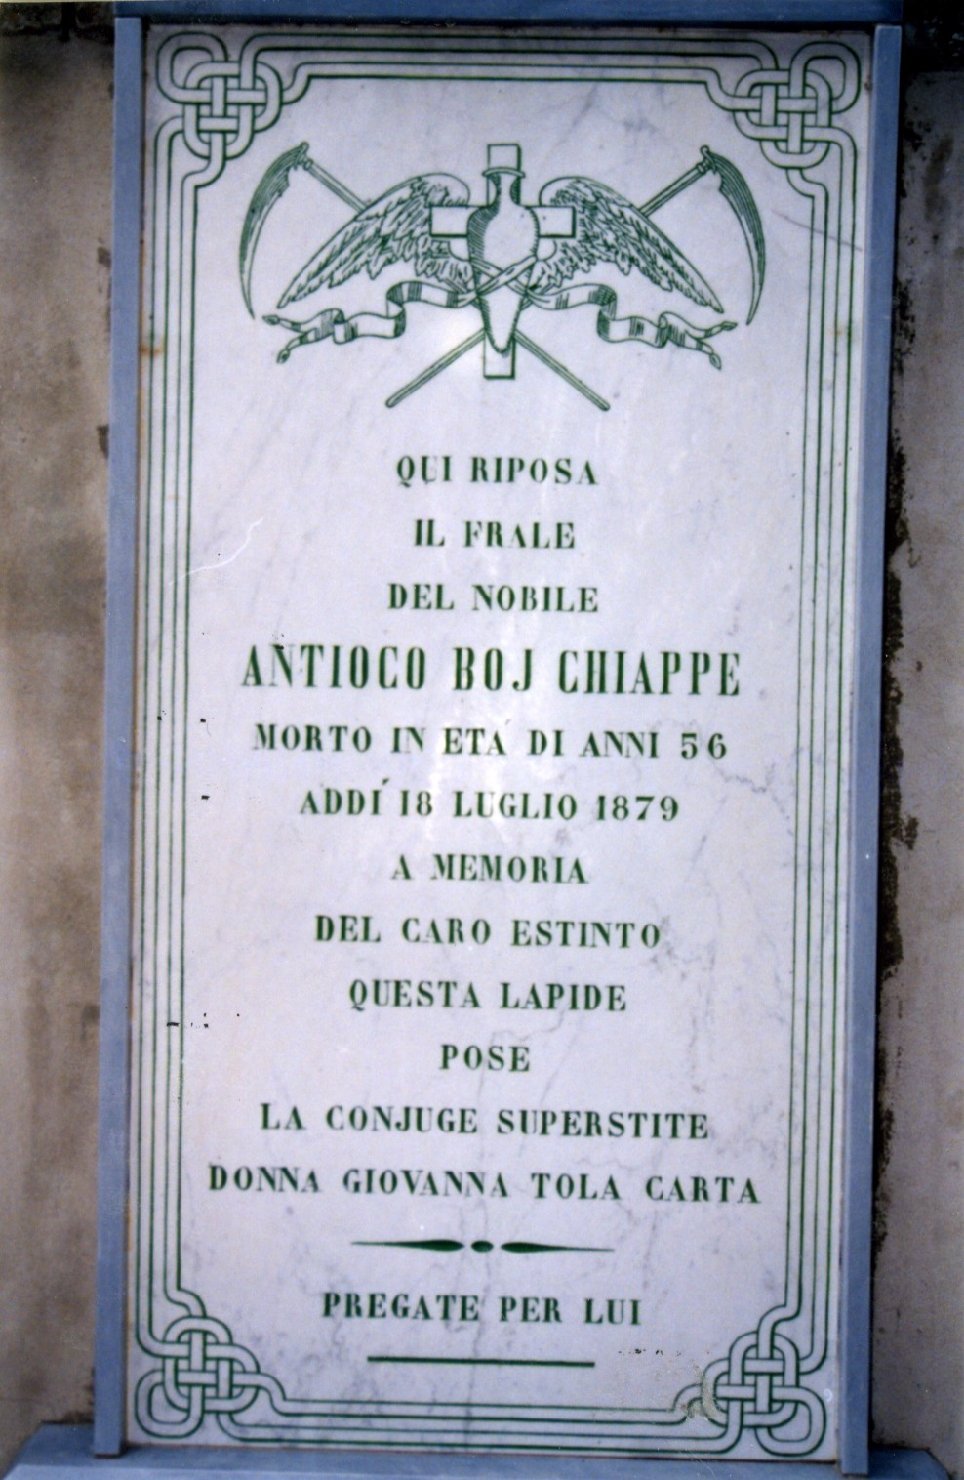 QUI RIPOSA
IL FRALE
DEL NOBILE
ANTIOCO BOJ CHIAPPE
MORTO IN ETA DI ANNI 56
ADDÍ 18 LUGLIO 1879
A MEMORIA
DEL CARO ESTINTO
QUESTA LAPIDE
POSE
LA CONJUGE SUPERSTITE
DONNA GIOVANNA TOLA CARTA
PREGATE PER LUI